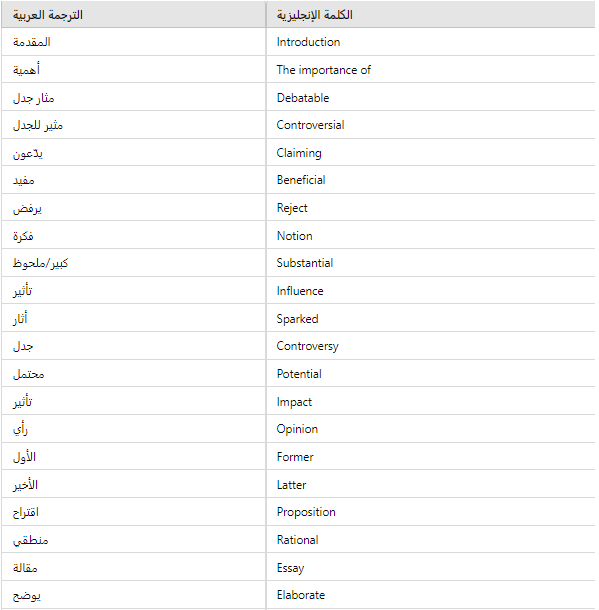 الكلمة الإنجليزية الترجمة العربية
Introduction المقدمة
The importance of أهمية
Debatable مثار جدل
Controversial مثير للجدل
Claiming يدّعون
Beneficial مفيد
Reject يرفض
Notion فكرة
Substantial كبير/ملحوظ
Influence تأثير
Sparked أثار
Controversy جدل
Potential محتمل
Impact تأثير
Opinion رأي
Former الأول
Latter الأخير
Proposition اقتراح
Rational منطقي
Essay مقالة
Elaborate يوضح